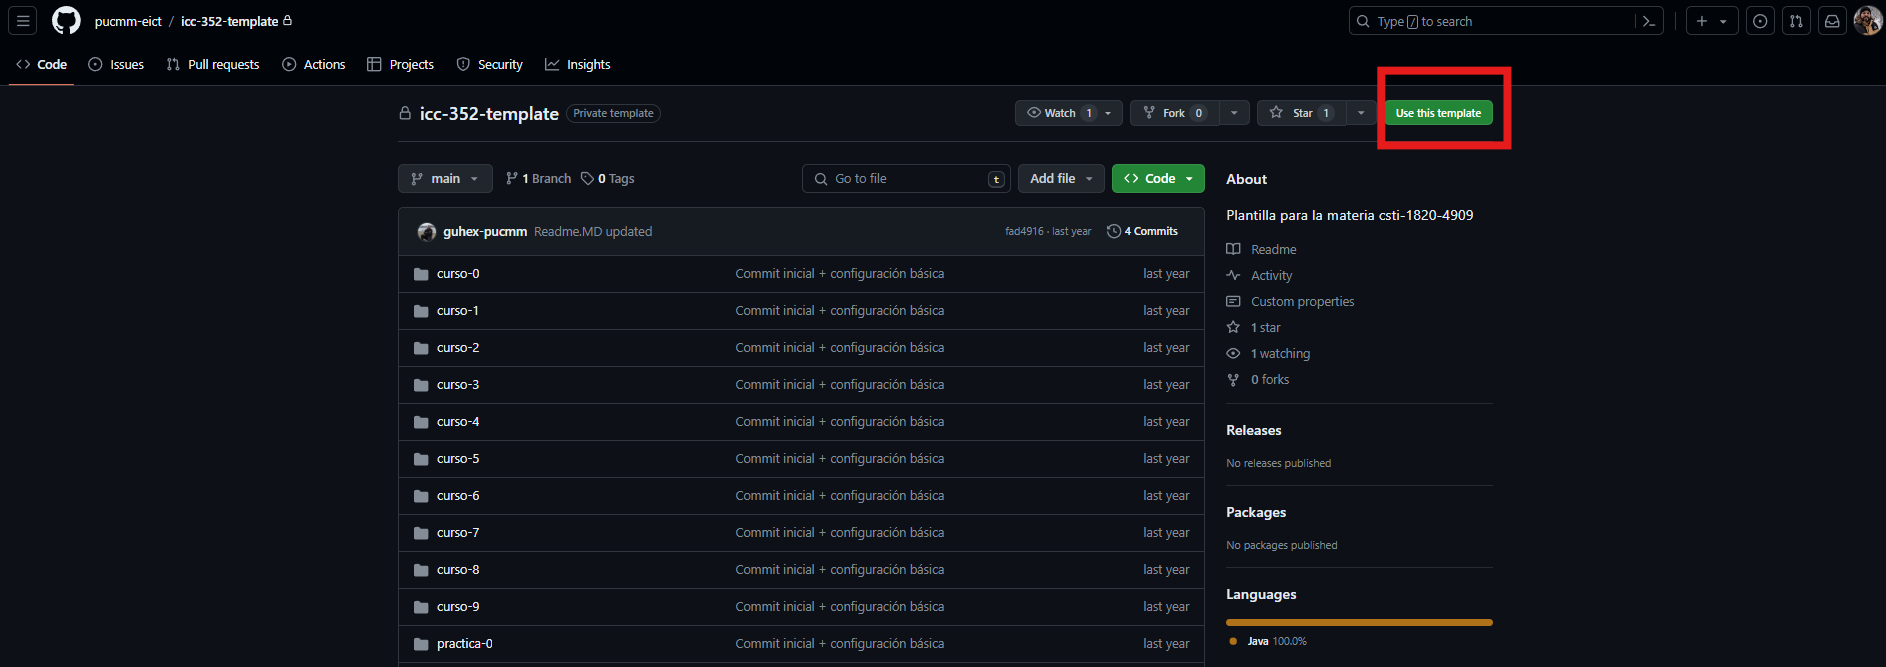 pucmm-eict / icc-352-template
Type / to search
Code Issues Pull requests Actions Projects Security Insights
icc-352-template Private template
Watch 1 Fork 0 Star 1 Use this template
main 1 Branch 0 Tags Go to file t Add file Code
guhex-pucmm Readme.MD updated fad4916 · last year 4 Commits
curso-0 Commit inicial + configuración básica last year
curso-1 Commit inicial + configuración básica last year
curso-2 Commit inicial + configuración básica last year
curso-3 Commit inicial + configuración básica last year
curso-4 Commit inicial + configuración básica last year
curso-5 Commit inicial + configuración básica last year
curso-6 Commit inicial + configuración básica last year
curso-7 Commit inicial + configuración básica last year
curso-8 Commit inicial + configuración básica last year
curso-9 Commit inicial + configuración básica last year
practica-0 Commit inicial + configuración básica last year
About
Plantilla para la materia csti-1820-4909
Readme
Activity
Custom properties
1 star
1 watching
0 forks
Releases
No releases published
Packages
No packages published
Languages
Java 100.0%